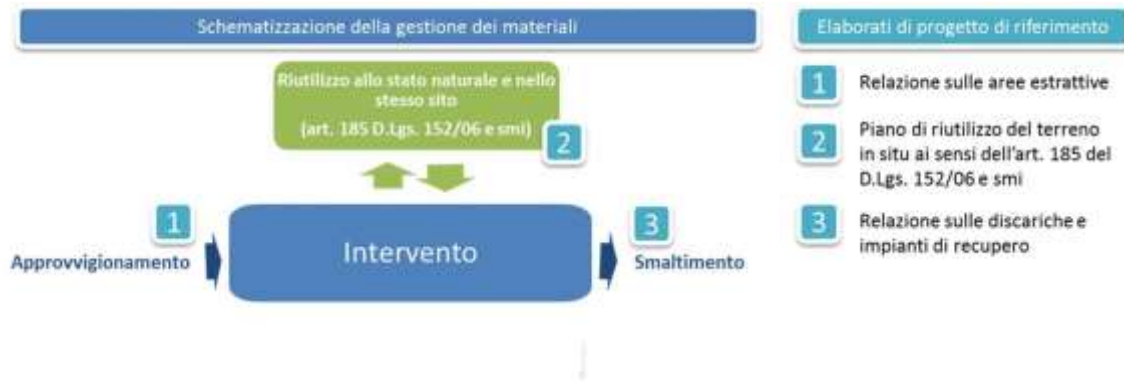 Schematizzazione della gestione dei materiali
Riutilizzo allo stato naturale e nello
stesso sito
(art. 185 D.Lgs. 152/06 e smi)
2
1
Approvvigionamento
Intervento
3
Smaltimento
Elaborati di progetto di riferimento
1
Relazione sulle aree estrattive
2
Piano di riutilizzo del terreno
in situ ai sensi dell'art. 185 del
D.Lgs. 152/06 e smi
3
Relazione sulle discariche e
impianti di recupero